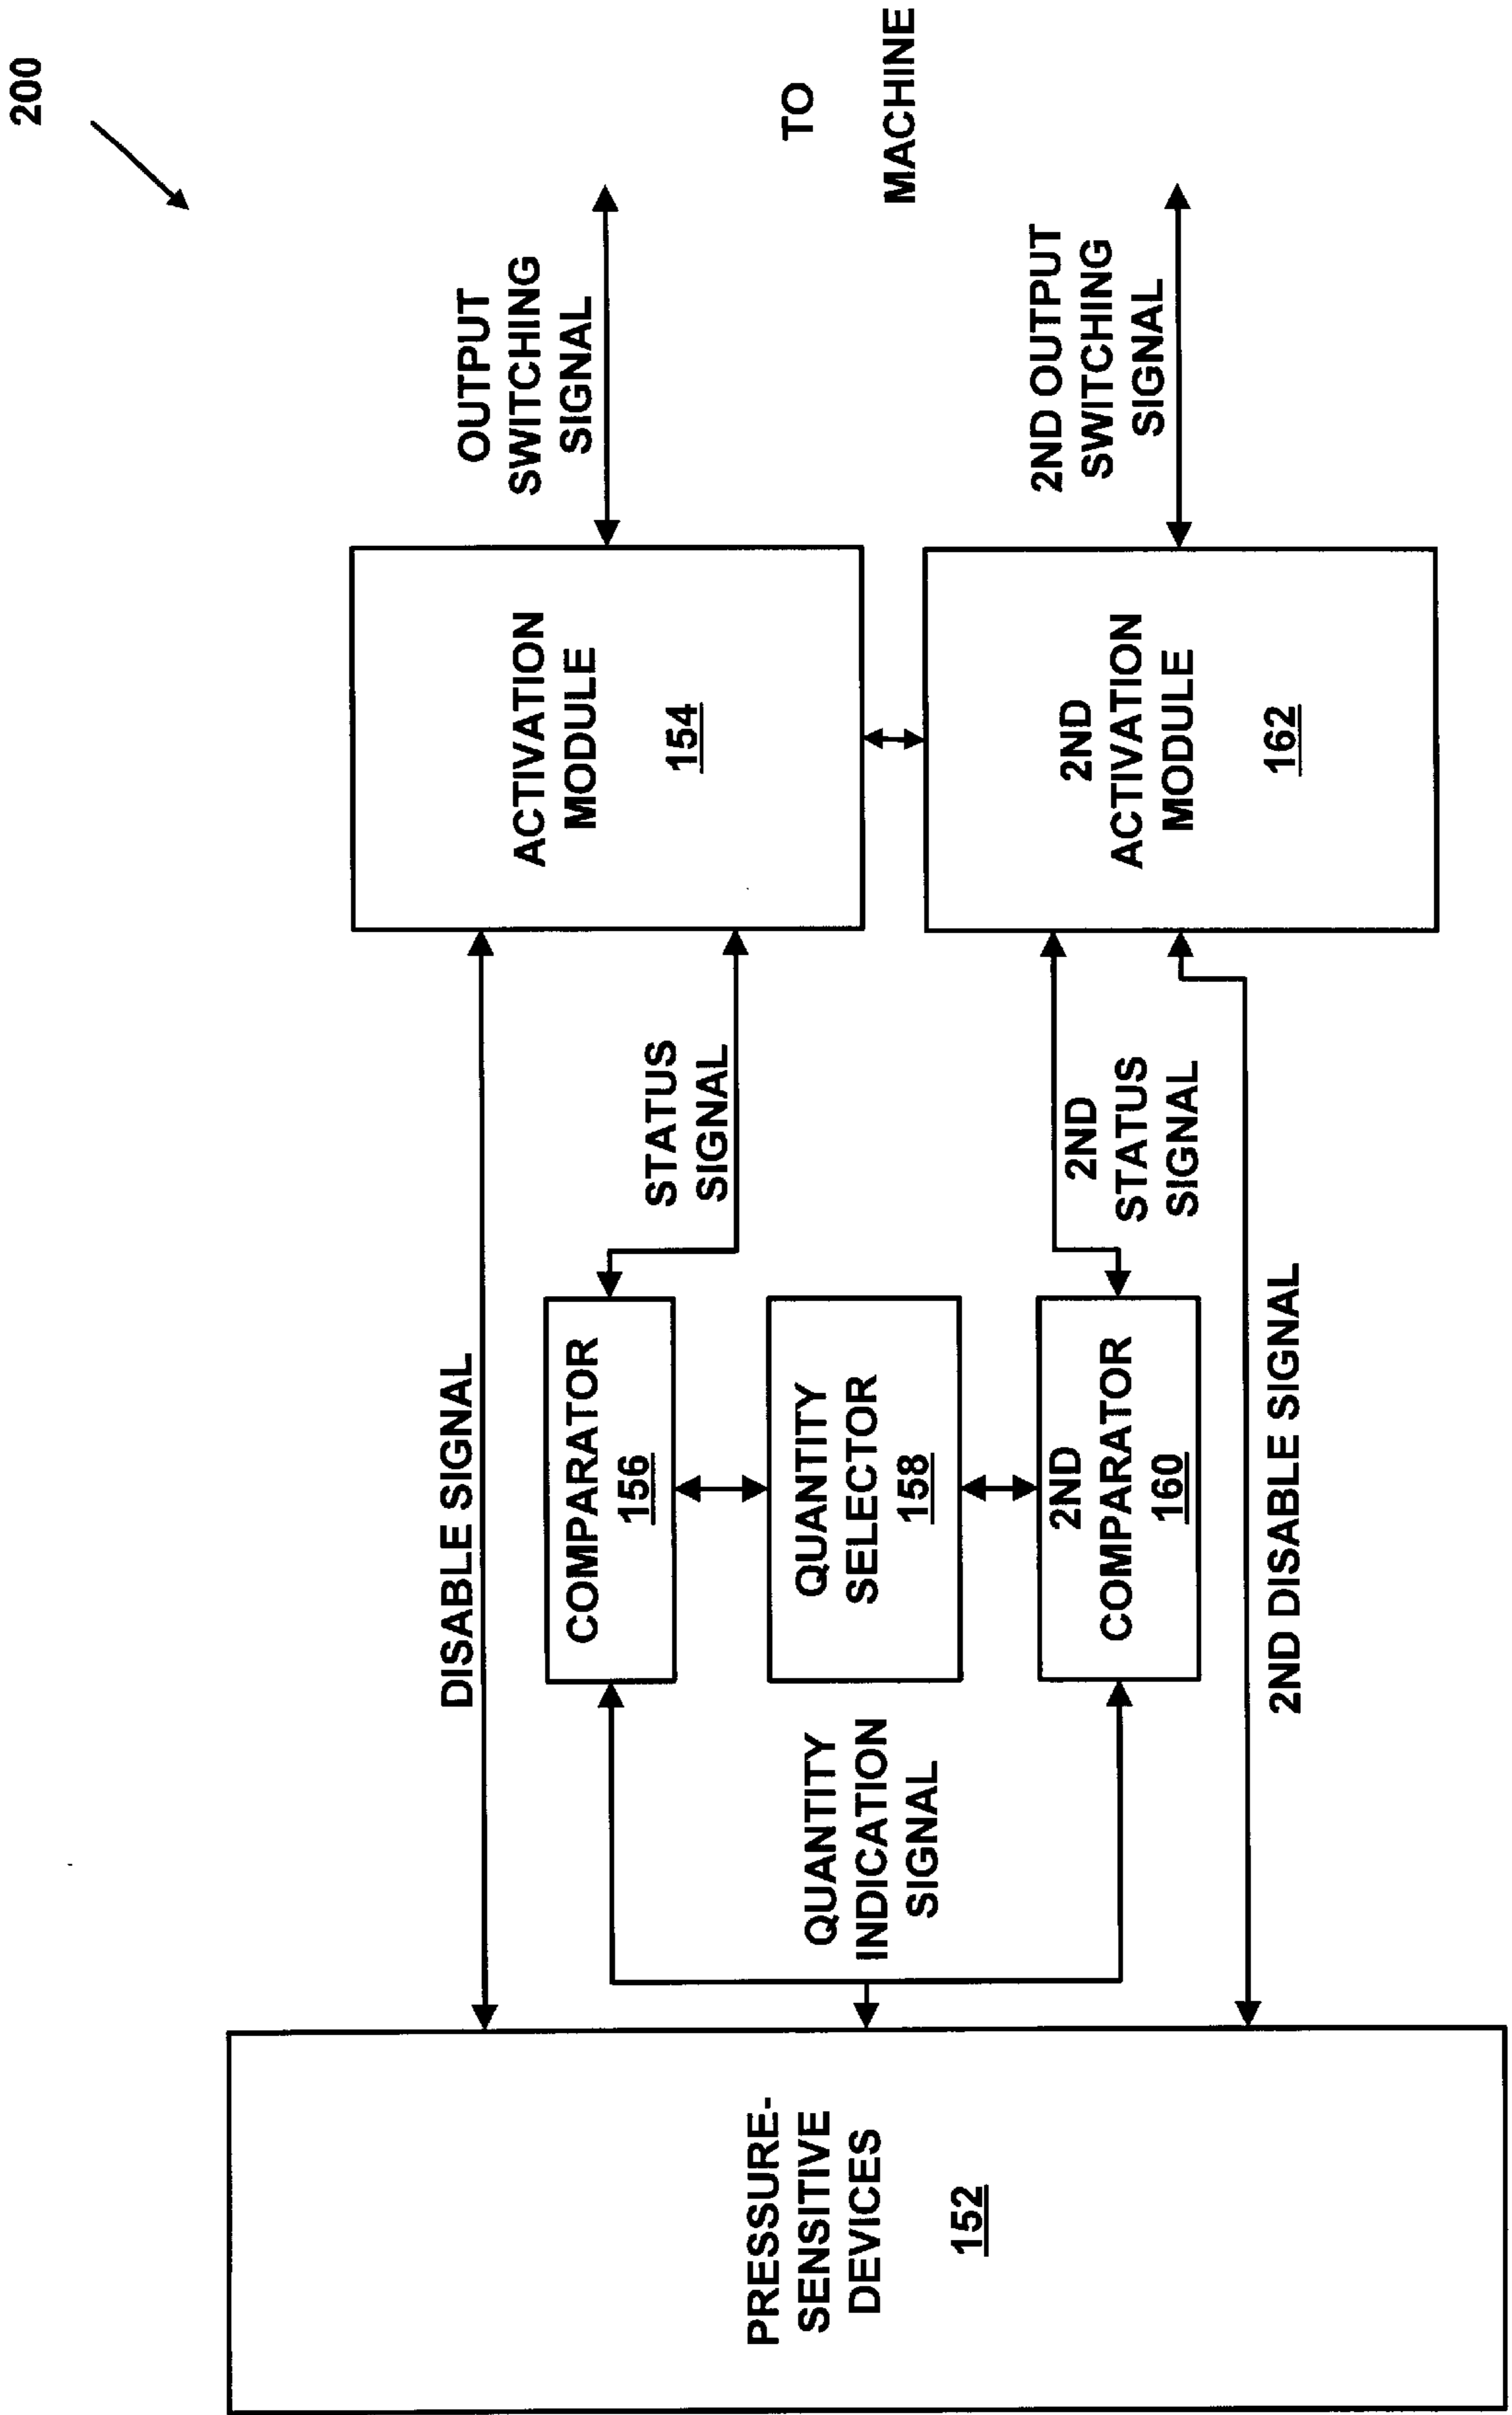 200
PRESSURE-
SENSITIVE
DEVICES
152
DISABLE SIGNAL
QUANTITY
INDICATION
SIGNAL
2ND DISABLE SIGNAL
COMPARATOR
156
QUANTITY
SELECTOR
158
2ND
COMPARATOR
160
STATUS
SIGNAL
2ND
STATUS
SIGNAL
ACTIVATION
MODULE
154
2ND
ACTIVATION
MODULE
162
OUTPUT
SWITCHING
SIGNAL
2ND OUTPUT
SWITCHING
SIGNAL
TO
MACHINE